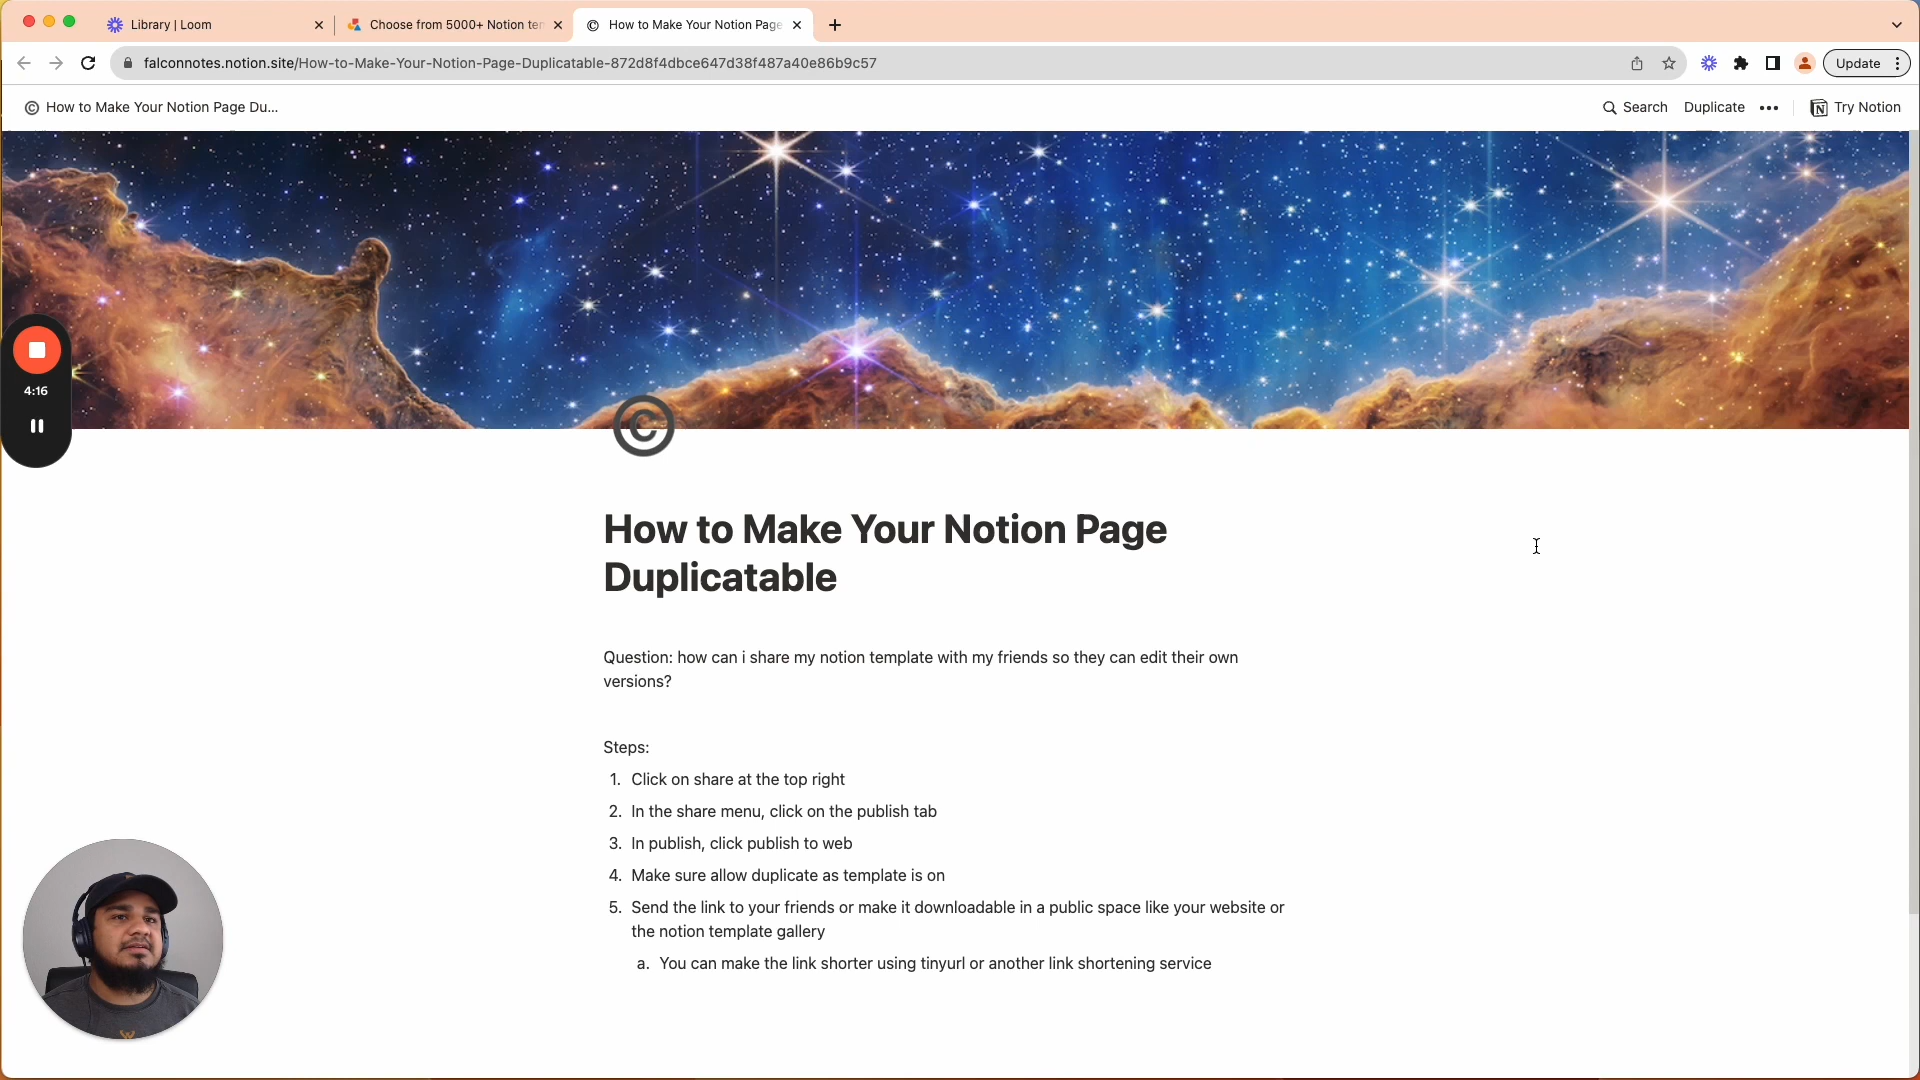 Library | Loom
Choose from 5000+ Notion ten
How to Make Your Notion Page
falconnotes.notion.site/How-to-Make-Your-Notion-Page-Duplicatable-872d8f4dbce647d38f487a40e86b9c57
Update
How to Make Your Notion Page Du...
Search
Duplicate
Try Notion
4:16
How to Make Your Notion Page
Duplicatable
Question: how can i share my notion template with my friends so they can edit their own
versions?
Steps:
1. Click on share at the top right
2. In the share menu, click on the publish tab
3. In publish, click publish to web
4. Make sure allow duplicate as template is on
5. Send the link to your friends or make it downloadable in a public space like your website or
the notion template gallery
a. You can make the link shorter using tinyurl or another link shortening service